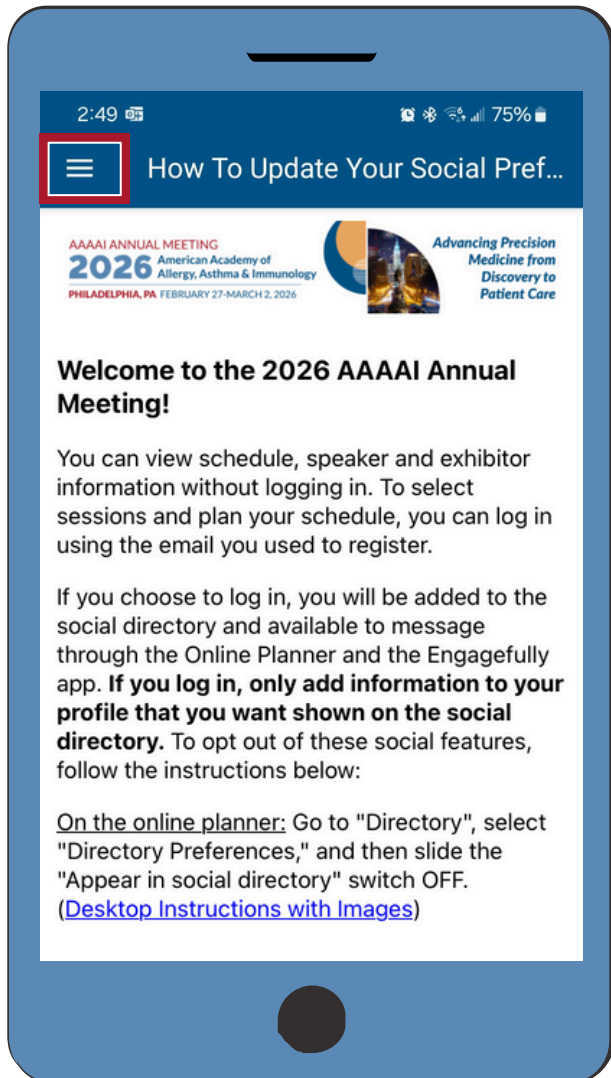 2:49
75%
How To Update Your Social Pref...
AAAAI ANNUAL MEETING
2026 American Academy of
Allergy, Asthma & Immunology
PHILADELPHIA, PA FEBRUARY 27-MARCH 2, 2026
Advancing Precision
Medicine from
Discovery to
Patient Care
Welcome to the 2026 AAAAI Annual
Meeting!
You can view schedule, speaker and exhibitor
information without logging in. To select
sessions and plan your schedule, you can log in
using the email you used to register.
If you choose to log in, you will be added to the
social directory and available to message
through the Online Planner and the Engagefully
app. If you log in, only add information to your
profile that you want shown on the social
directory. To opt out of these social features,
follow the instructions below:
On the online planner: Go to "Directory", select
"Directory Preferences," and then slide the
"Appear in social directory" switch OFF.
(Desktop Instructions with Images)